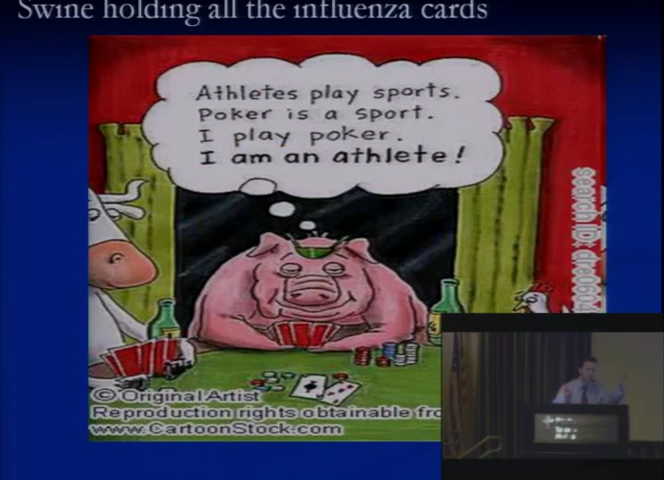 Swine holding all the influenza cards
Athletes play sports.
Poker is a sport.
I play poker.
I am an athlete!
search ID:
© Original Artist
Reproduction rights obtainable fro
www.CartoonStock.com